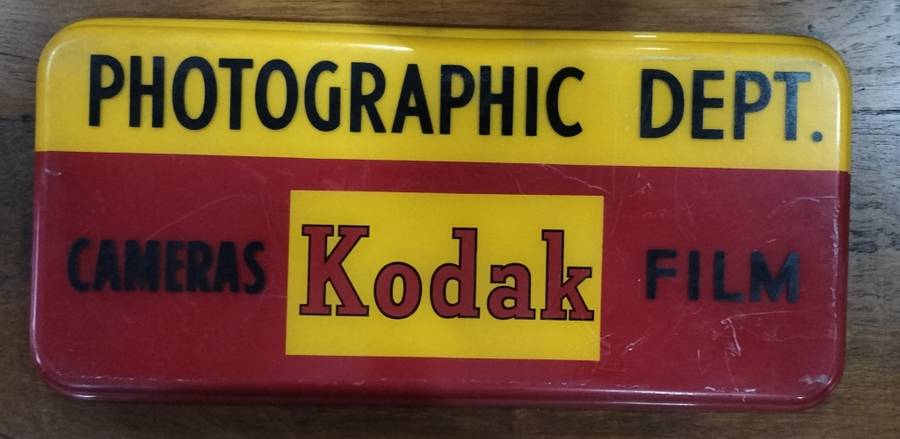 PHOTOGRAPHIC DEPT.
CAMERAS Kodak FILM